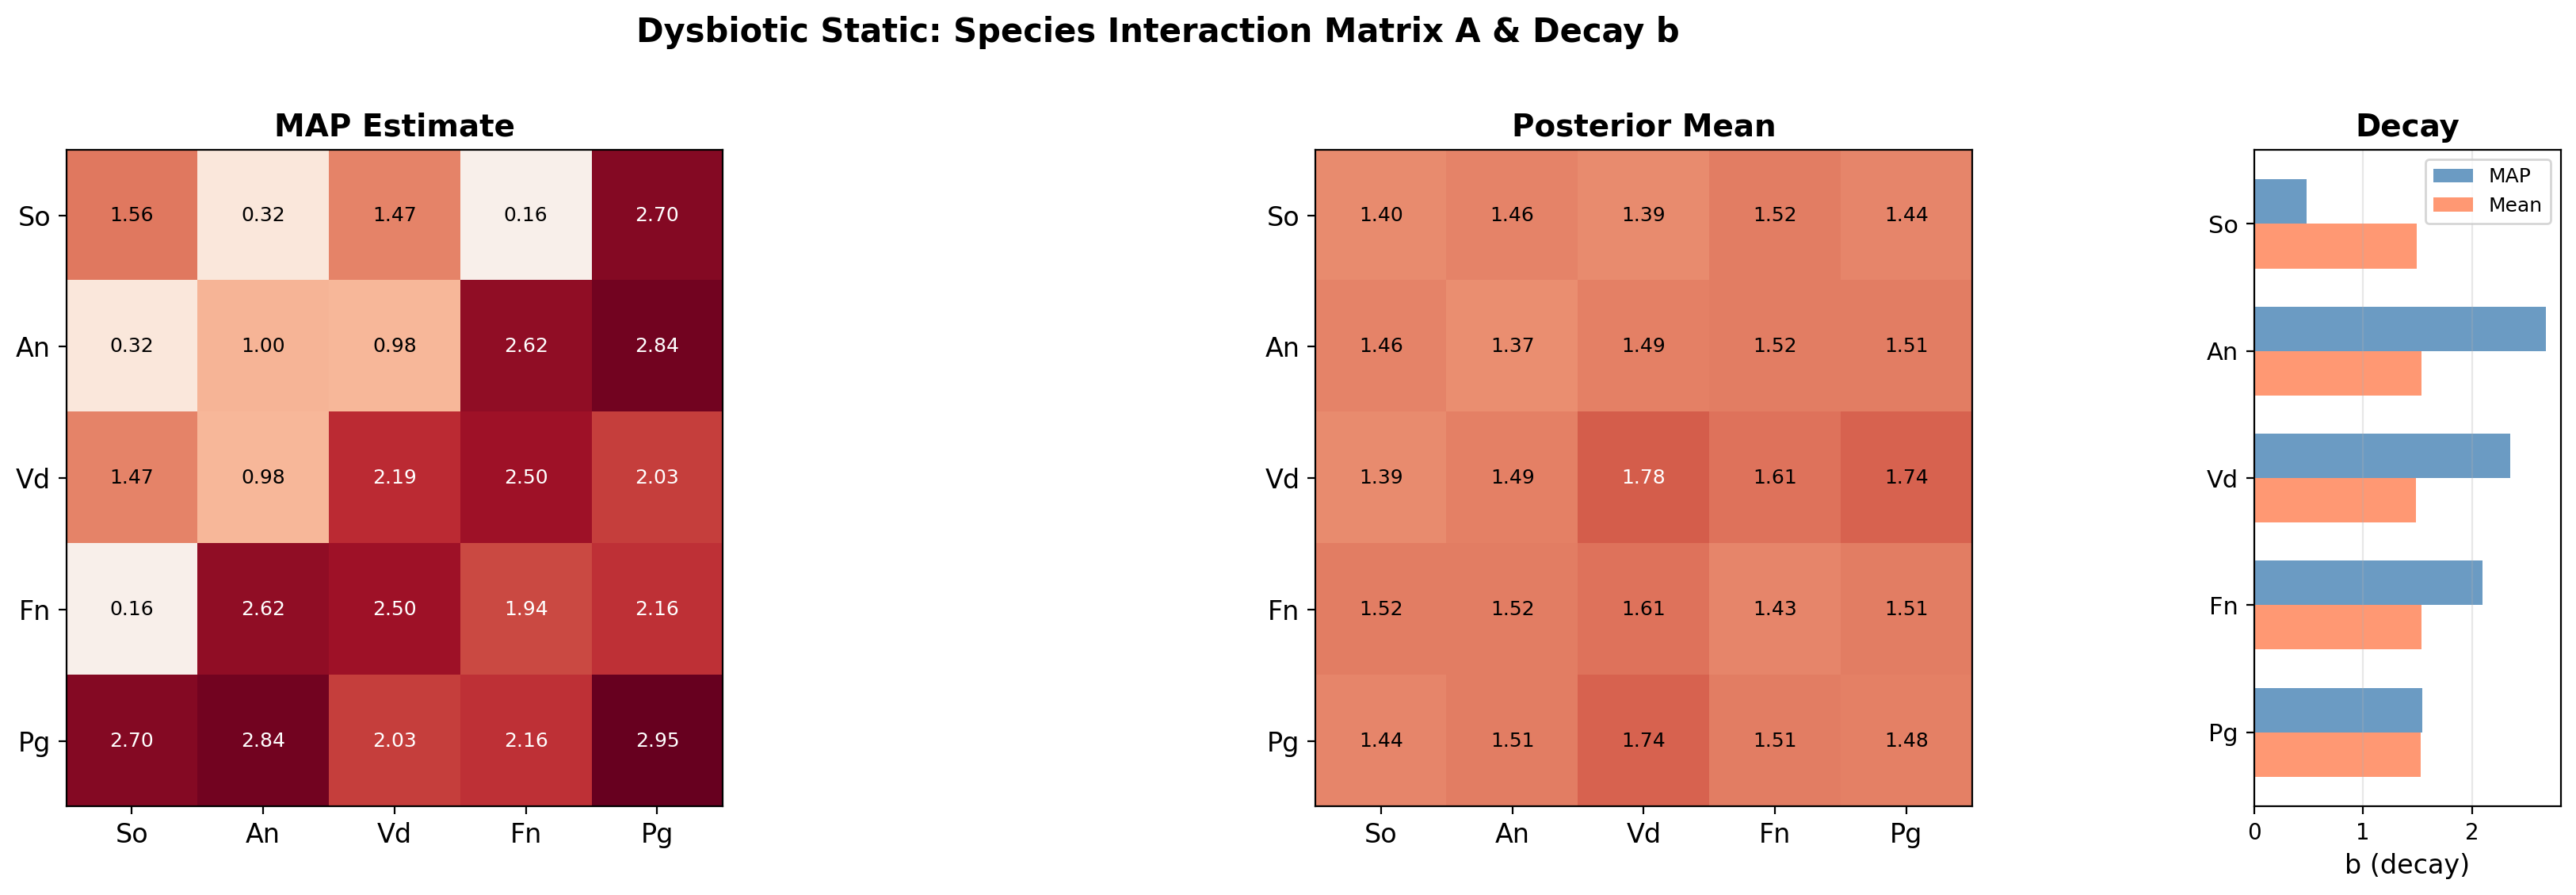 Dysbiotic Static: Species Interaction Matrix A & Decay b
MAP Estimate
So 1.56 0.32 1.47 0.16 2.70
An 0.32 1.00 0.98 2.62 2.84
Vd 1.47 0.98 2.19 2.50 2.03
Fn 0.16 2.62 2.50 1.94 2.16
Pg 2.70 2.84 2.03 2.16 2.95
So An Vd Fn Pg
Posterior Mean
So 1.40 1.46 1.39 1.52 1.44
An 1.46 1.37 1.49 1.52 1.51
Vd 1.39 1.49 1.78 1.61 1.74
Fn 1.52 1.52 1.61 1.43 1.51
Pg 1.44 1.51 1.74 1.51 1.48
So An Vd Fn Pg
Decay
MAP
Mean
So
An
Vd
Fn
Pg
0 1 2
b (decay)